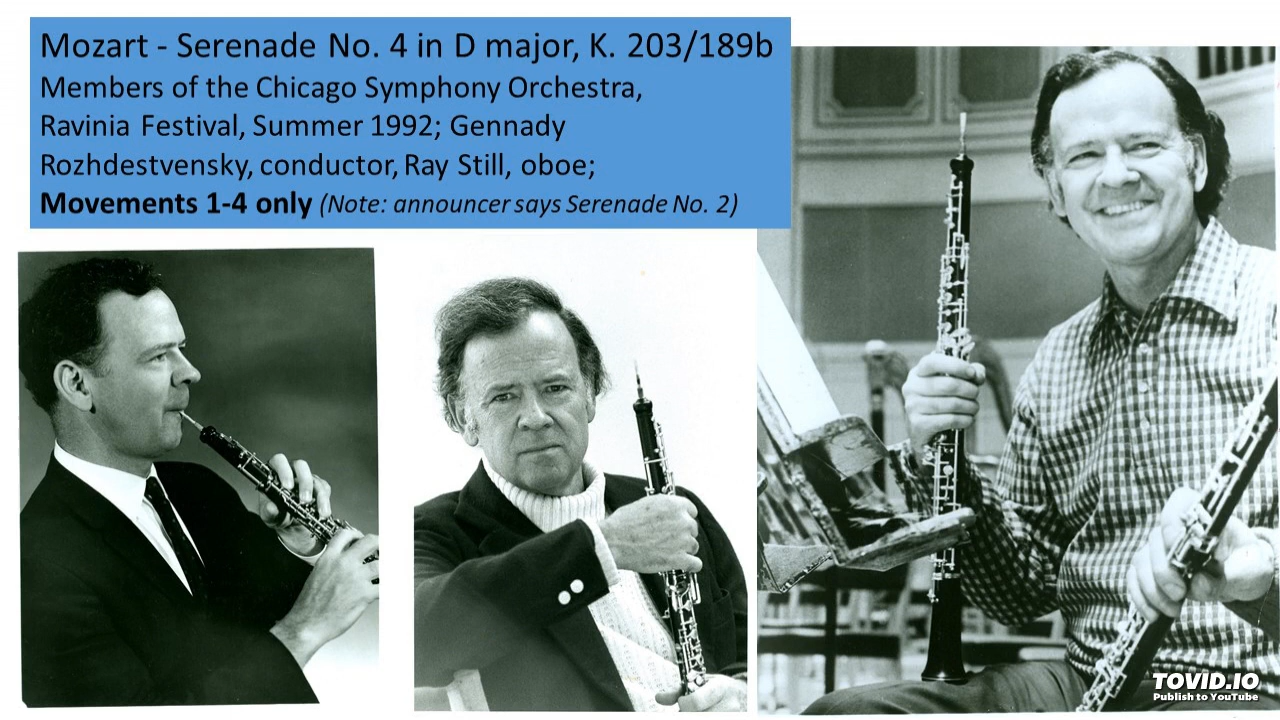 Mozart - Serenade No. 4 in D major, K. 203/189b
Members of the Chicago Symphony Orchestra,
Ravinia Festival, Summer 1992; Gennady
Rozhdestvensky, conductor, Ray Still, oboe;
Movements 1-4 only (Note: announcer says Serenade No. 2)
TOVID.IO
Publish to YouTube